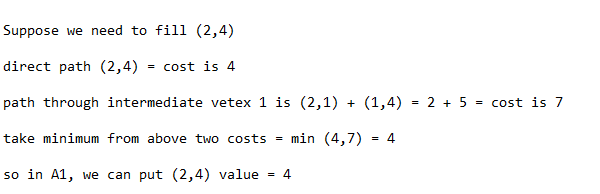 Suppose we need to fill (2,4)
direct path (2,4) = cost is 4
path through intermediate vetex 1 is (2,1) + (1,4) = 2 + 5 = cost is 7
take minimum from above two costs = min (4,7) = 4
so in A1, we can put (2,4) value = 4